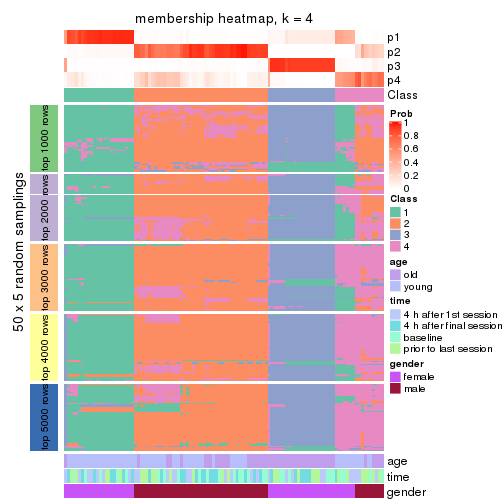 membership heatmap, k = 4
p1
p2
p3
p4
Class
50 x 5 random samplings
top 1000 rows
top 2000 rows
top 3000 rows
top 4000 rows
top 5000 rows
Prob
1
0.8
0.6
0.4
0.2
0
Class
1
2
3
4
age
old
young
time
4 h after 1st session
4 h after final session
baseline
prior to last session
gender
female
male
age
time
gender